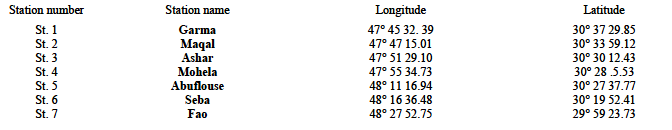 Station number Station name Longitude Latitude
St. 1 Garma 47° 45 32. 39 30° 37 29.85
St. 2 Maqal 47° 47 15.01 30° 33 59.12
St. 3 Ashar 47° 51 29.10 30° 30 12.43
St. 4 Mohela 47° 55 34.73 30° 28 .5.53
St. 5 Abuflouse 48° 11 16.94 30° 27 37.77
St. 6 Seba 48° 16 36.48 30° 19 52.41
St. 7 Fao 48° 27 52.75 29° 59 23.73